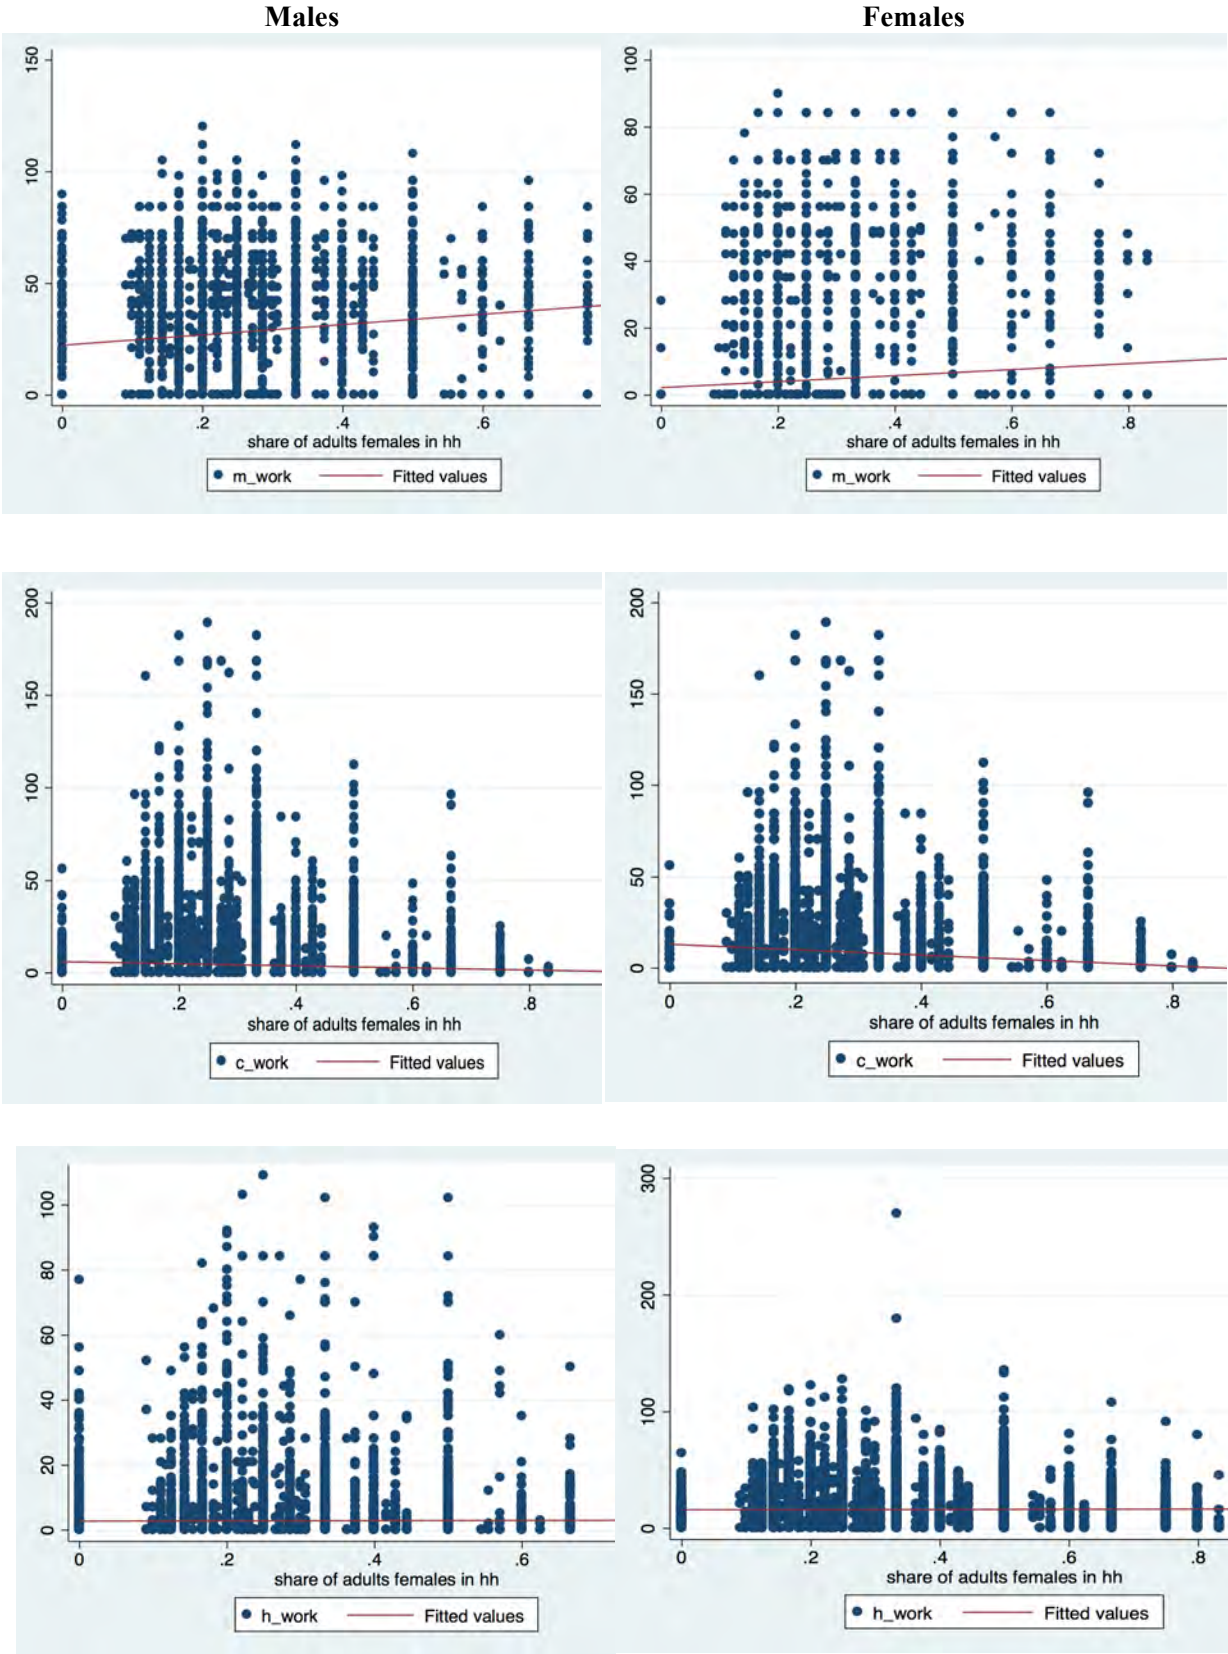 Males Females
150
100
50
0
0 .2 .4 .6
share of adults females in hh
m_work Fitted values
100
80
60
40
20
0
0 .2 .4 .6 .8
share of adults females in hh
m_work Fitted values
200
150
100
50
0
0 .2 .4 .6 .8
share of adults females in hh
c_work Fitted values
200
150
100
50
0
0 .2 .4 .6 .8
share of adults females in hh
c_work Fitted values
100
80
60
40
20
0
0 .2 .4 .6
share of adults females in hh
h_work Fitted values
300
200
100
0
0 .2 .4 .6 .8
share of adults females in hh
h_work Fitted values